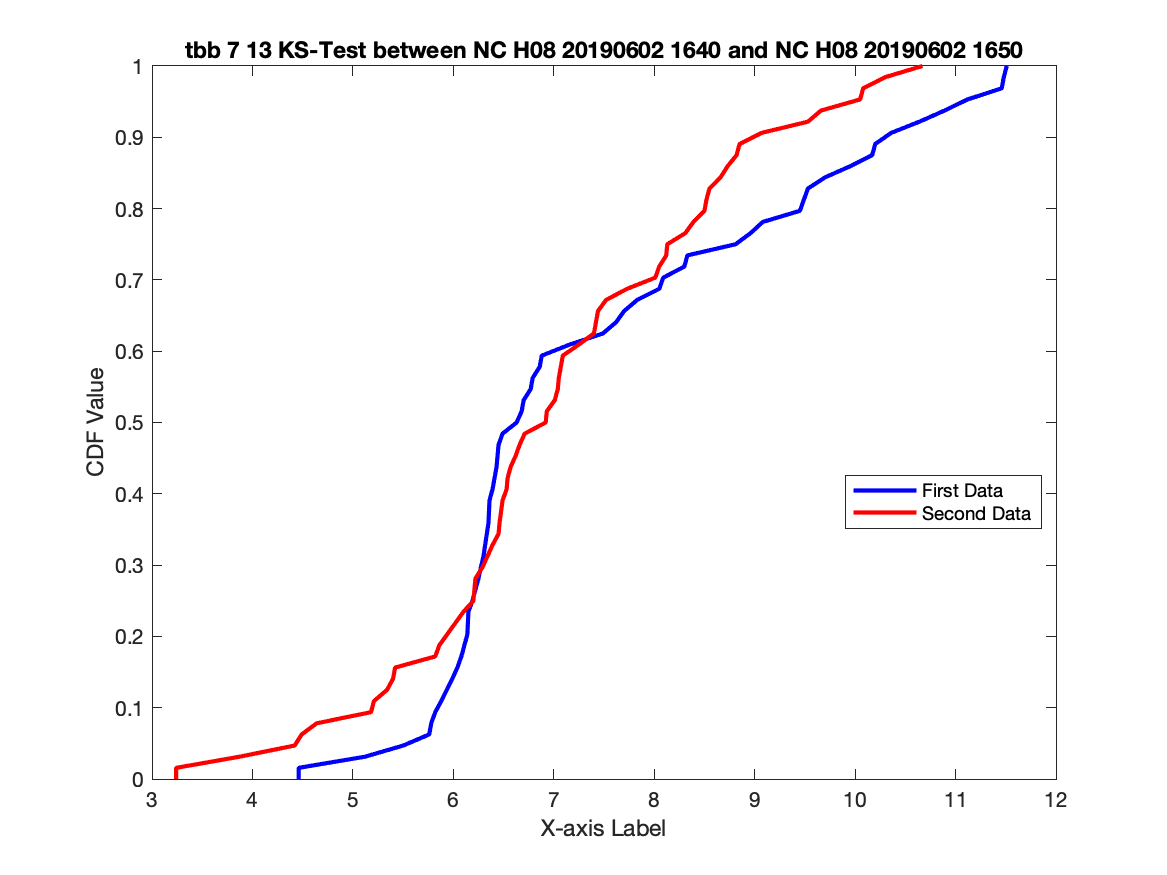 tbb 7 13 KS-Test between NC H08 20190602 1640 and NC H08 20190602 1650
1
0.9
0.8
0.7
0.6
0.5
0.4
0.3
0.2
0.1
0
CDF Value
First Data
Second Data
3 4 5 6 7 8 9 10 11 12
X-axis Label